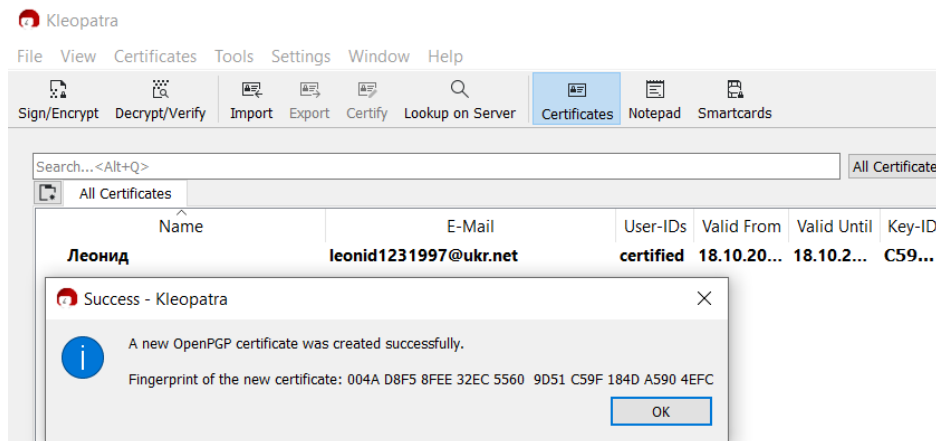 Kleopatra
File View Certificates Tools Settings Window Help
Sign/Encrypt Decrypt/Verify Import Export Certify Lookup on Server Certificates Notepad Smartcards
Search...<Alt+Q> All Certificate
All Certificates
Name E-Mail User-IDs Valid From Valid Until Key-ID
Леонид leonid1231997@ukr.net certified 18.10.20... 18.10.2... C59...
Success - Kleopatra
A new OpenPGP certificate was created successfully.
Fingerprint of the new certificate: 004A D8F5 8FEE 32EC 5560 9D51 C59F 184D A590 4EFC
OK